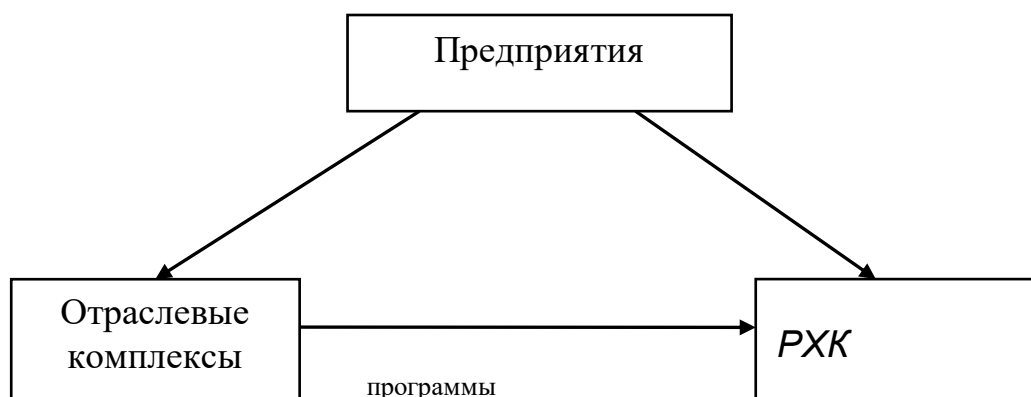 Предприятия
Отраслевые
комплексы
РХК
программы